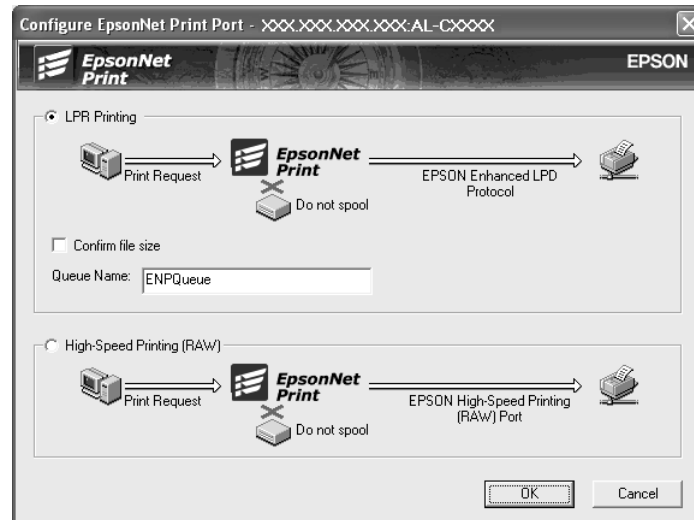 Configure EpsonNet Print Port - XXX.XXX.XXX.XXX:AL-CXXXX
EpsonNet
Print
EPSON
LPR Printing
Print Request
EpsonNet
Print
Do not spool
EPSON Enhanced LPD
Protocol
Confirm file size
Queue Name: ENPQueue
High-Speed Printing (RAW)
Print Request
EpsonNet
Print
Do not spool
EPSON High-Speed Printing
(RAW) Port
OK
Cancel